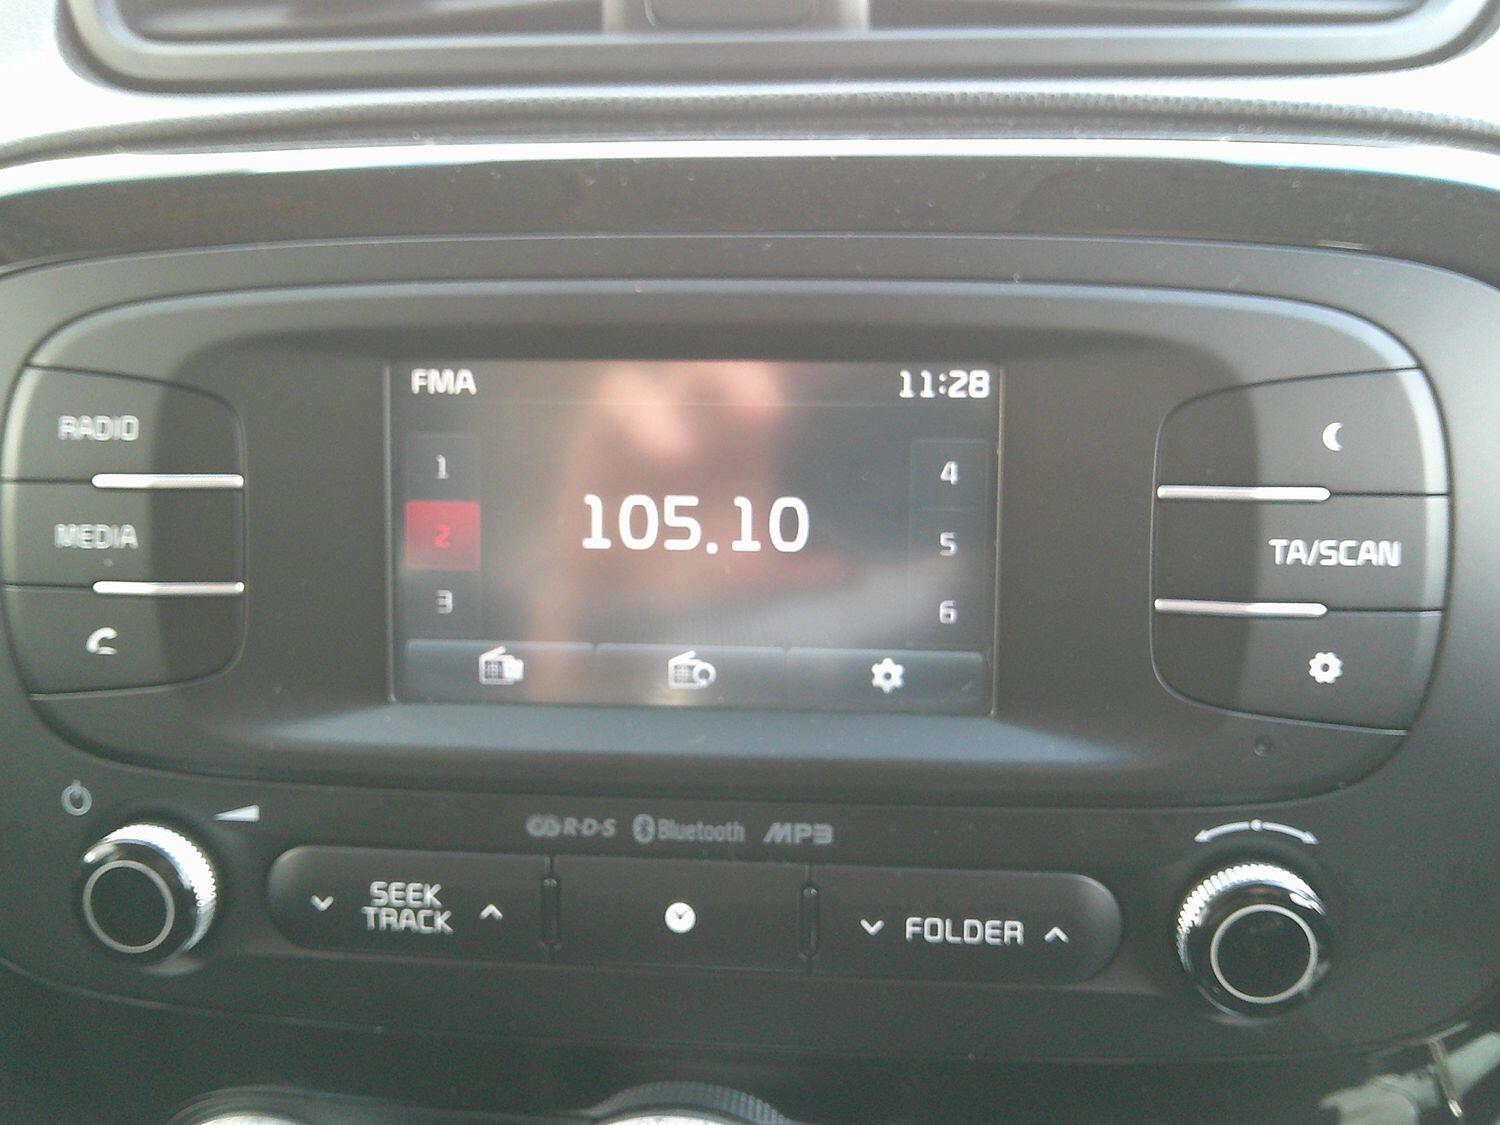 FMA 11:28
RADIO
1 4
105.10
2 5
MEDIA
TA/SCAN
3 6
R·D·S Bluetooth MP3
SEEK
TRACK
FOLDER